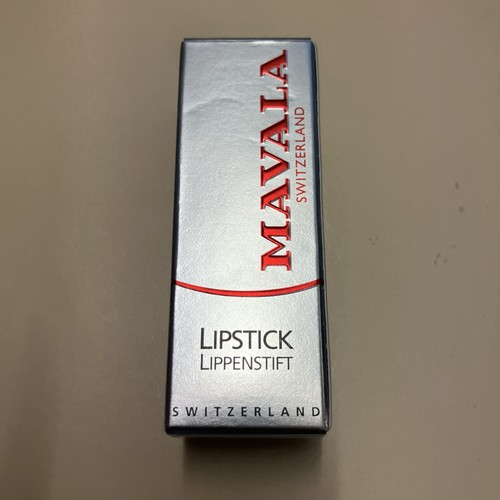 MAVALA
SWITZERLAND
LIPSTICK
LIPPENSTIFT
SWITZERLAND